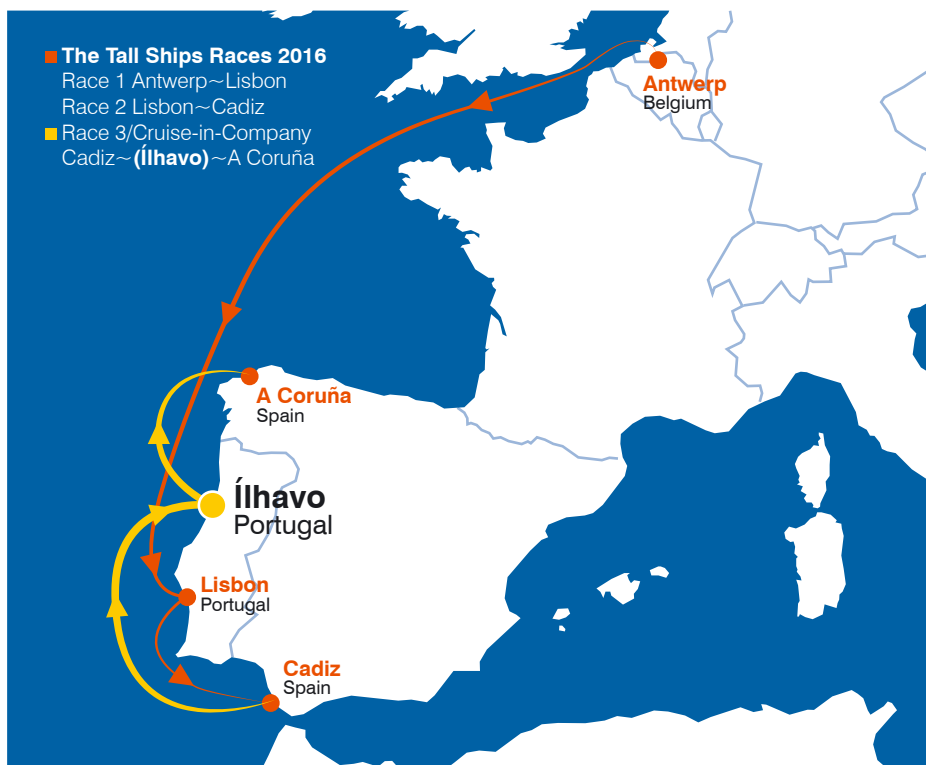 The Tall Ships Races 2016
Race 1 Antwerp~Lisbon
Race 2 Lisbon~Cadiz
Race 3/Cruise-in-Company
Cadiz~(Ílhavo)~A Coruña
Antwerp
Belgium
A Coruña
Spain
Ílhavo
Portugal
Lisbon
Portugal
Cadiz
Spain